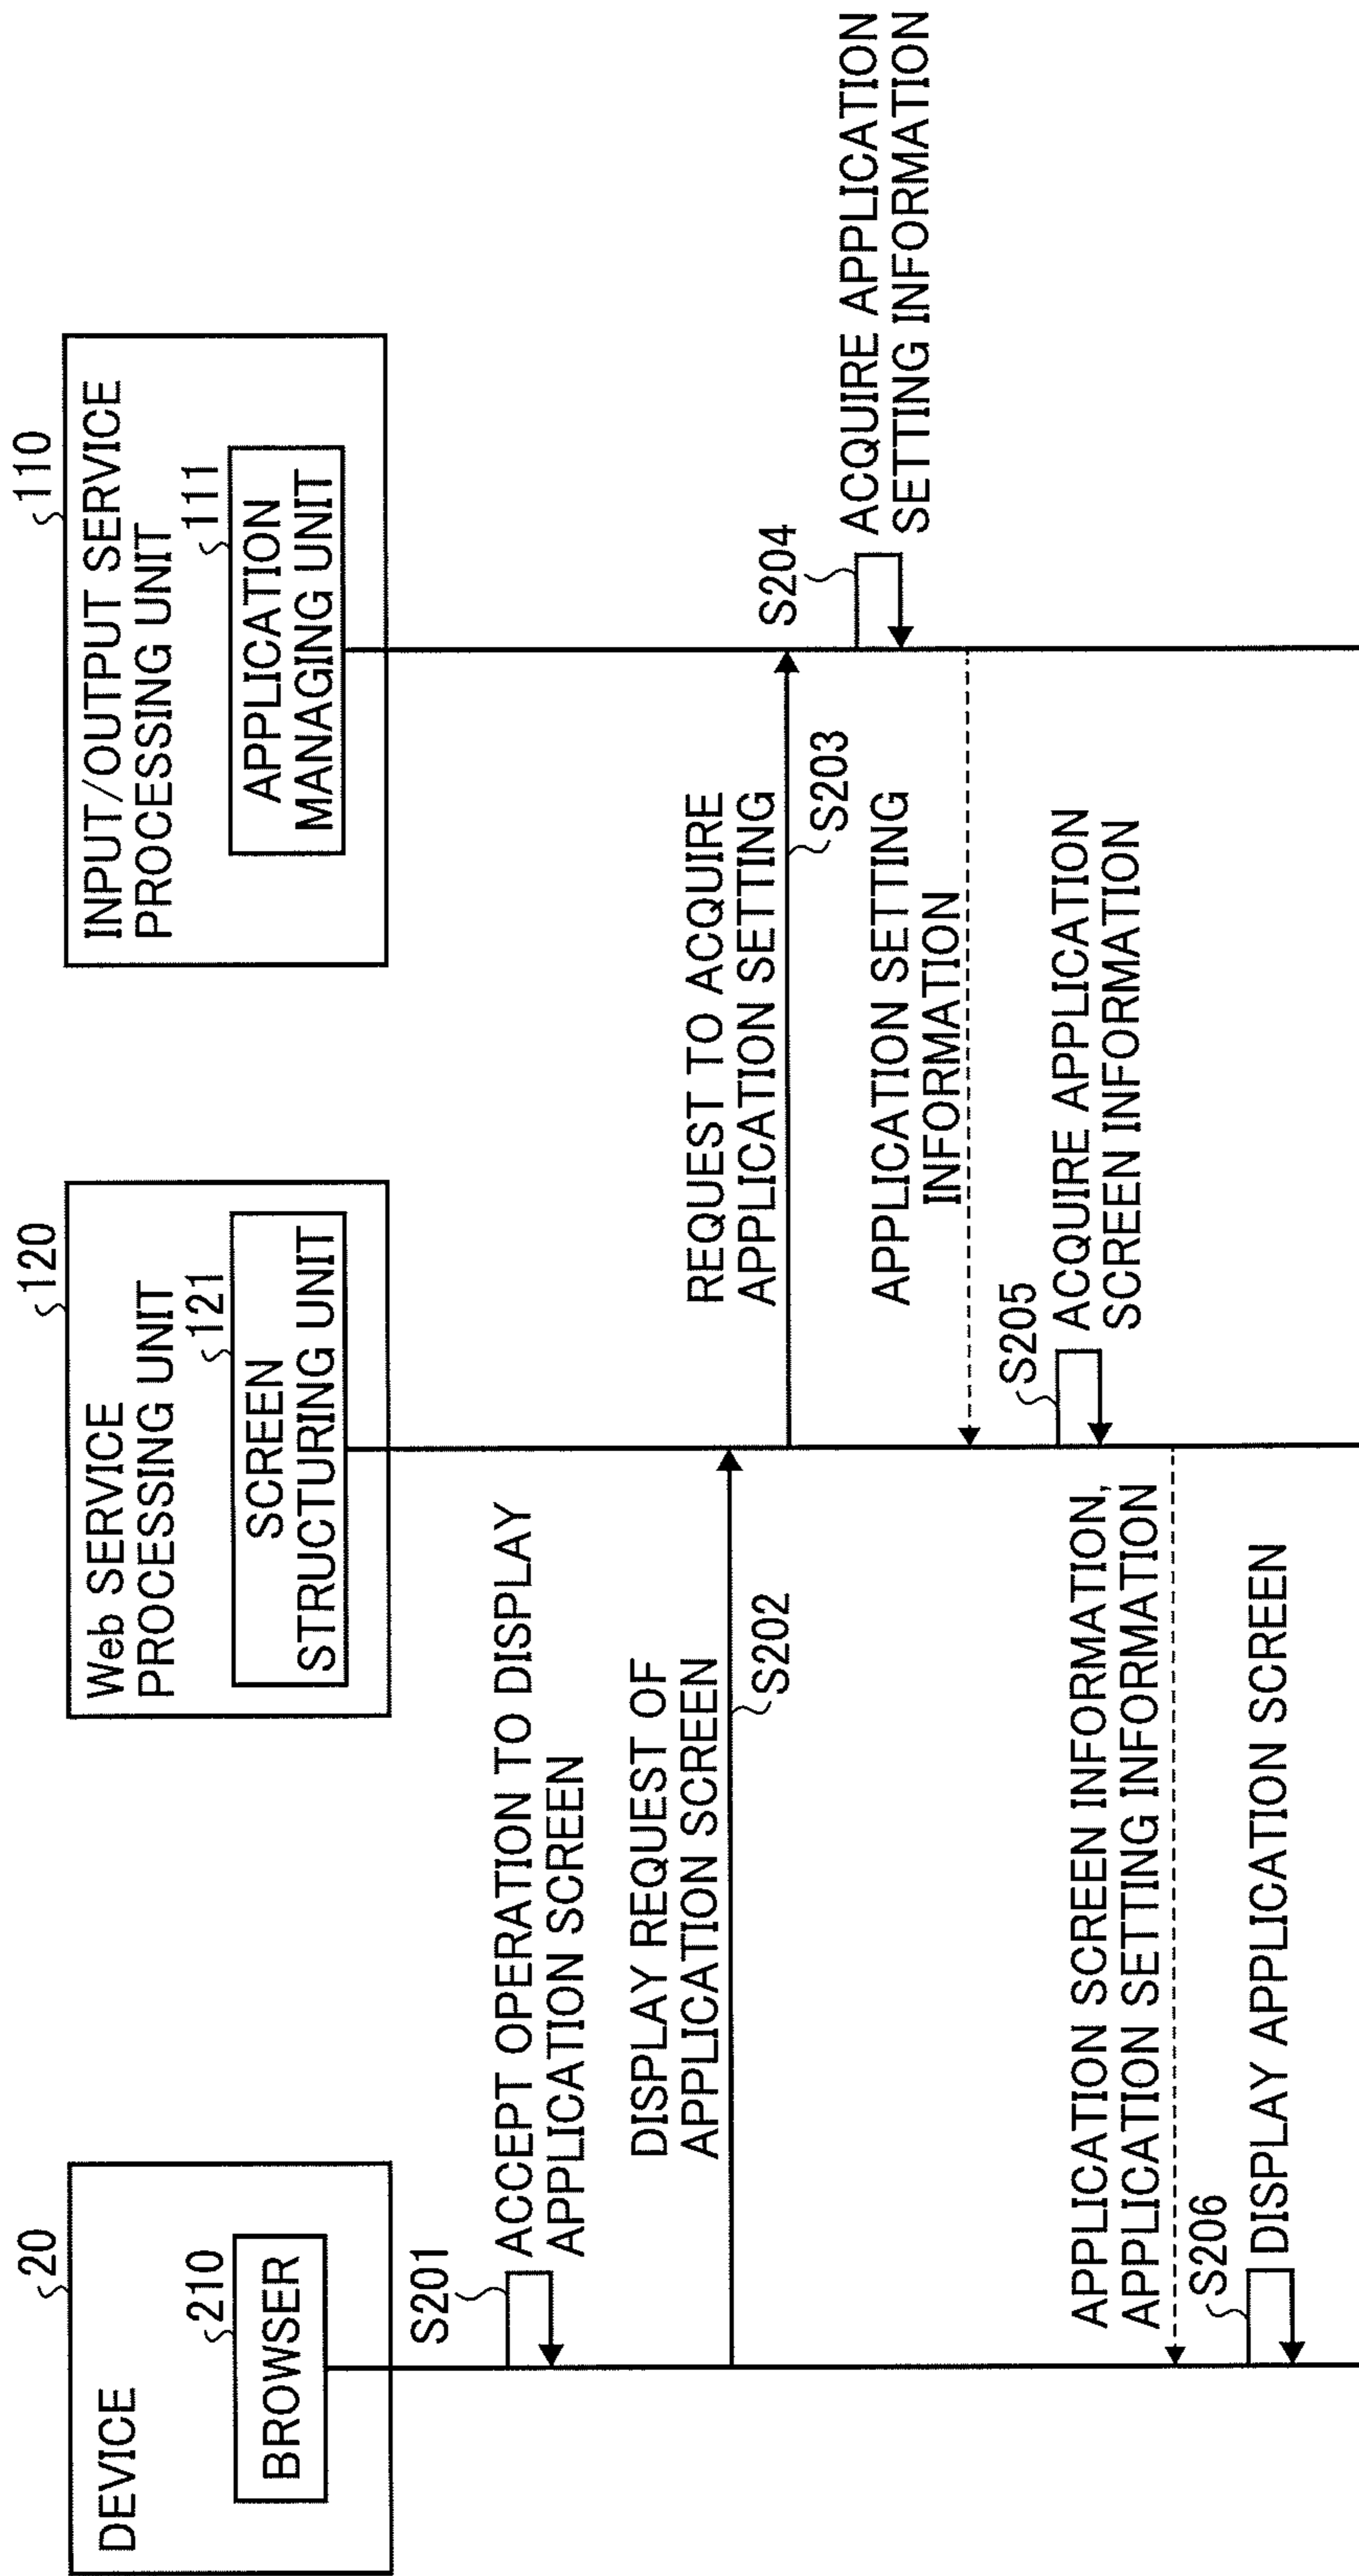 DEVICE
20
BROWSER
210
Web SERVICE
PROCESSING UNIT
120
SCREEN
STRUCTURING UNIT
121
INPUT/OUTPUT SERVICE
PROCESSING UNIT
110
APPLICATION
MANAGING UNIT
111
S201
ACCEPT OPERATION TO DISPLAY
APPLICATION SCREEN
DISPLAY REQUEST OF
APPLICATION SCREEN
S202
REQUEST TO ACQUIRE
APPLICATION SETTING
S203
S204
ACQUIRE APPLICATION
SETTING INFORMATION
APPLICATION SETTING
INFORMATION
S205
ACQUIRE APPLICATION
SCREEN INFORMATION
APPLICATION SCREEN INFORMATION,
APPLICATION SETTING INFORMATION
S206
DISPLAY APPLICATION SCREEN